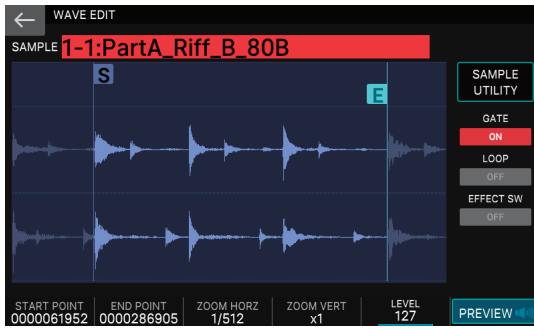 WAVE EDIT
SAMPLE 1-1:PartA_Riff_B_80B
S
E
SAMPLE
UTILITY
GATE
ON
LOOP
OFF
EFFECT SW
OFF
START POINT END POINT ZOOM HORZ ZOOM VERT LEVEL
0000061952 0000286905 1/512 x1 127
PREVIEW